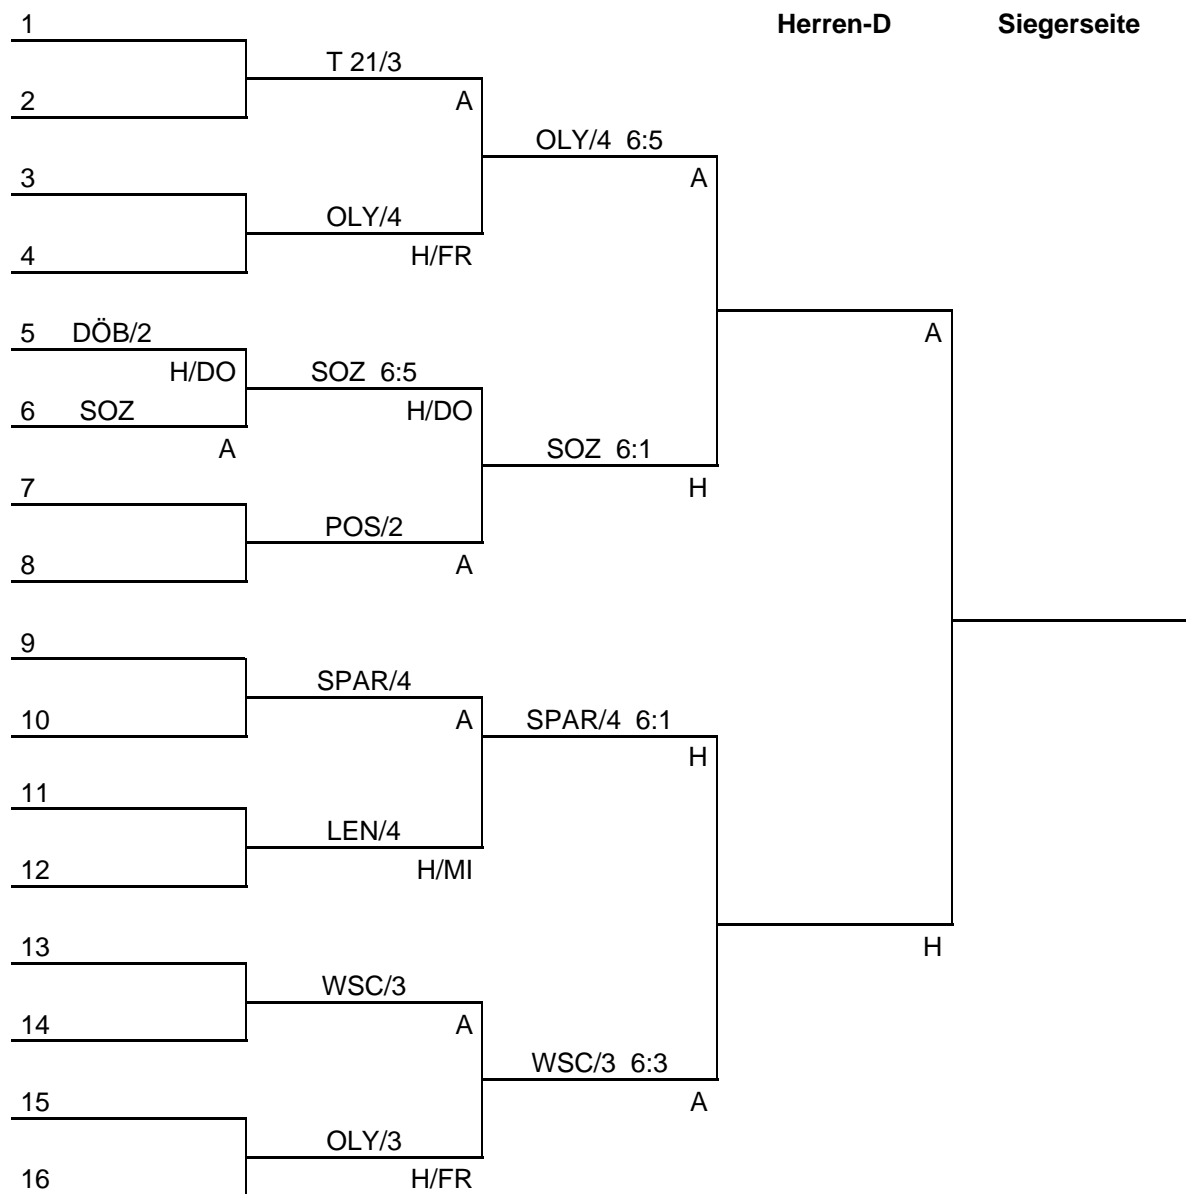 1 Herren-D Siegerseite
T 21/3
2 A
OLY/4 6:5
3 A
OLY/4
4 H/FR
5 DÖB/2 A
H/DO SOZ 6:5
6 SOZ H/DO
A SOZ 6:1
7 H
POS/2
8 A
9
SPAR/4
10 A SPAR/4 6:1
H
11
LEN/4
12 H/MI
13 H
WSC/3
14 A
WSC/3 6:3
15 A
OLY/3
16 H/FR